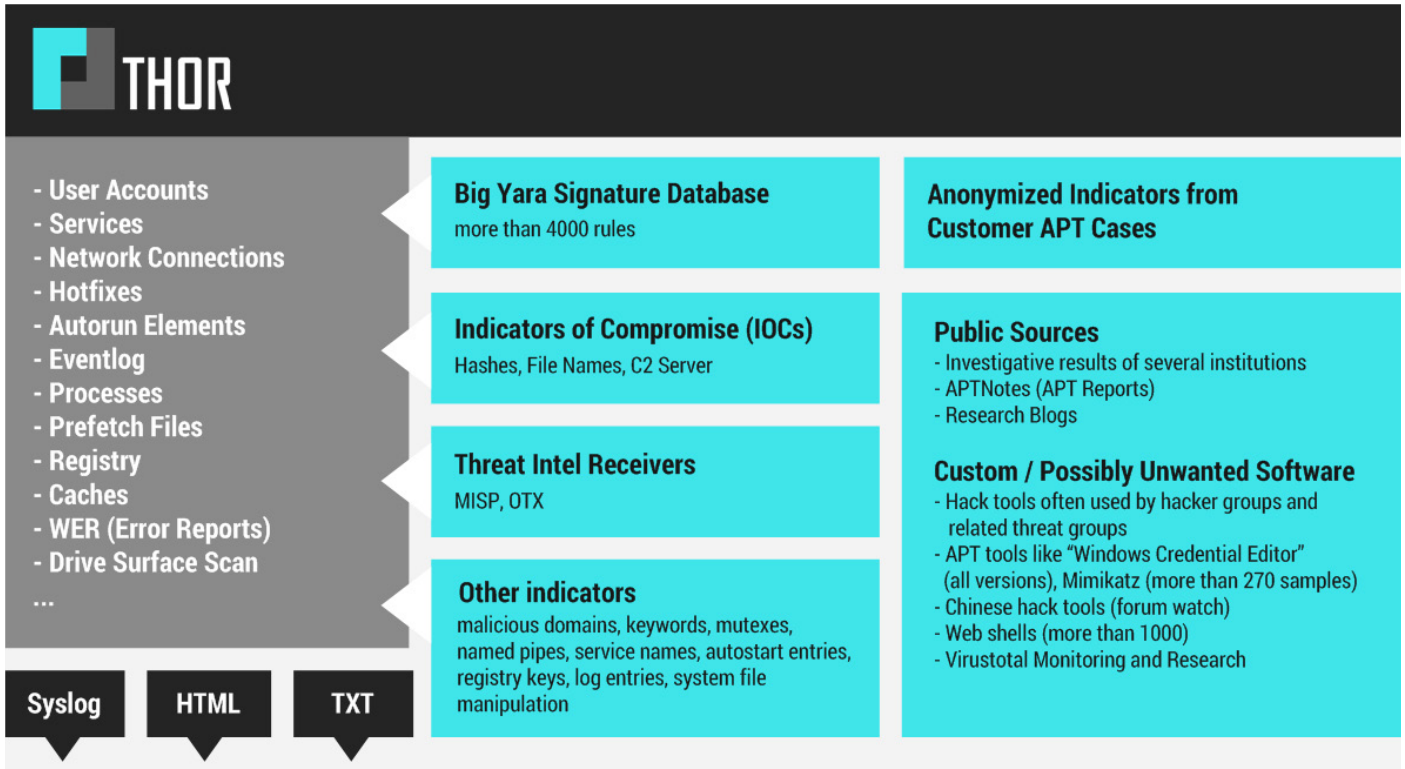 THOR
- User Accounts
- Services
- Network Connections
- Hotfixes
- Autorun Elements
- Eventlog
- Processes
- Prefetch Files
- Registry
- Caches
- WER (Error Reports)
- Drive Surface Scan
...
Syslog
HTML
TXT
Big Yara Signature Database
more than 4000 rules
Indicators of Compromise (IOCs)
Hashes, File Names, C2 Server
Threat Intel Receivers
MISP, OTX
Other indicators
malicious domains, keywords, mutexes,
named pipes, service names, autostart entries,
registry keys, log entries, system file
manipulation
Anonymized Indicators from
Customer APT Cases
Public Sources
- Investigative results of several institutions
- APTNotes (APT Reports)
- Research Blogs
Custom / Possibly Unwanted Software
- Hack tools often used by hacker groups and
related threat groups
- APT tools like “Windows Credential Editor”
(all versions), Mimikatz (more than 270 samples)
- Chinese hack tools (forum watch)
- Web shells (more than 1000)
- Virustotal Monitoring and Research